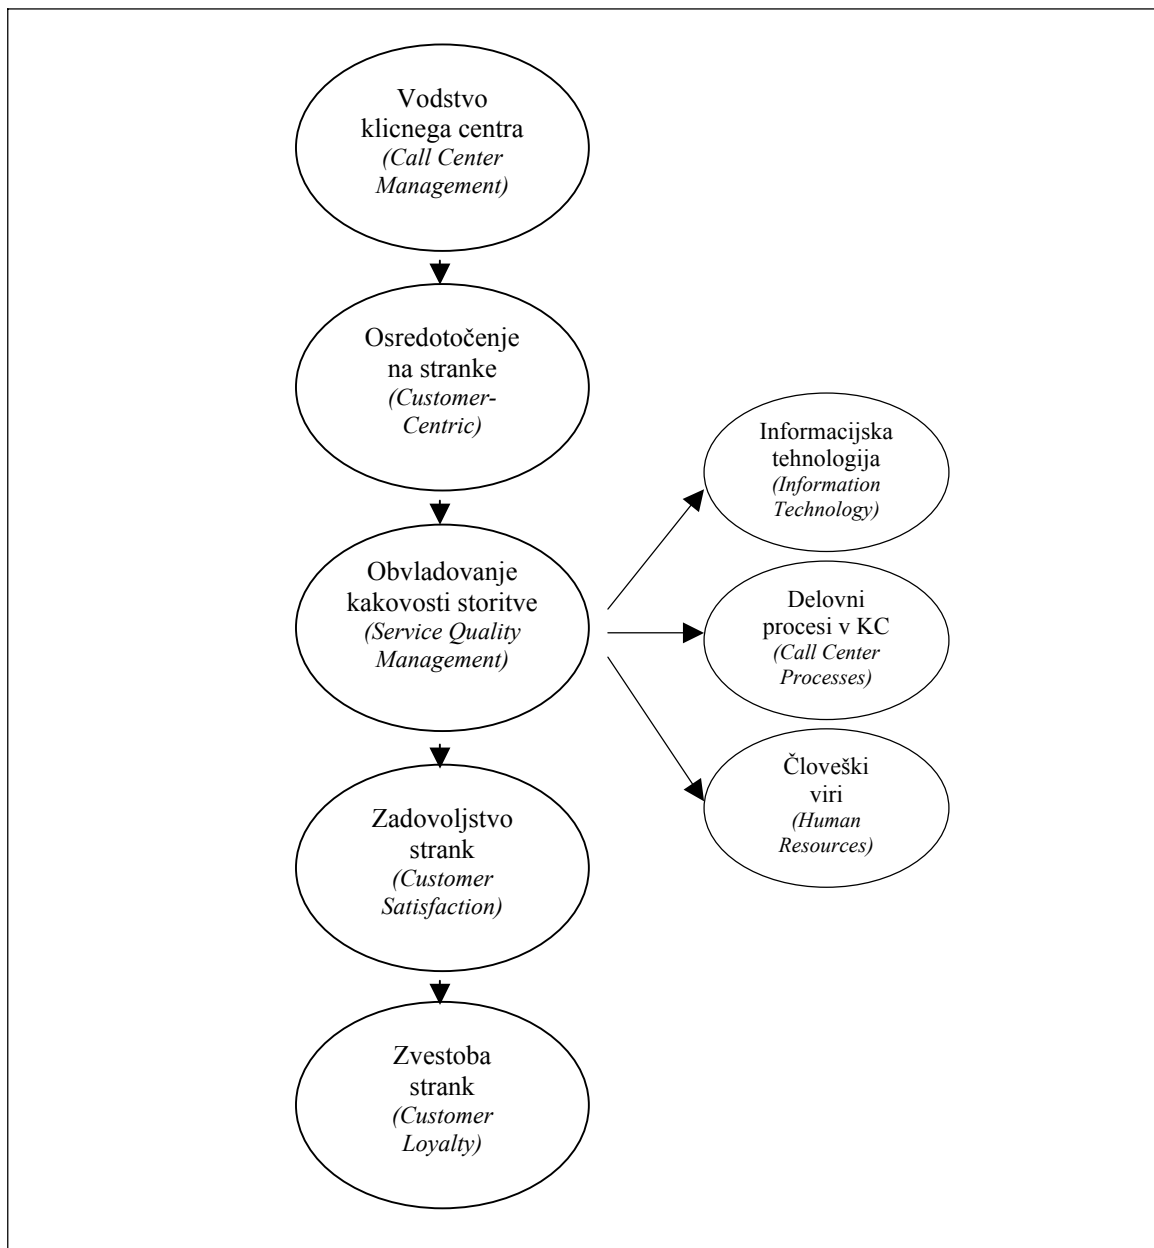 Vodstvo
klicnega centra
(Call Center
Management)
Osredotočenje
na stranke
(Customer-
Centric)
Obvladovanje
kakovosti storitve
(Service Quality
Management)
Informacijska
tehnologija
(Information
Technology)
Delovni
procesi v KC
(Call Center
Processes)
Človeški
viri
(Human
Resources)
Zadovoljstvo
strank
(Customer
Satisfaction)
Zvestoba
strank
(Customer
Loyalty)